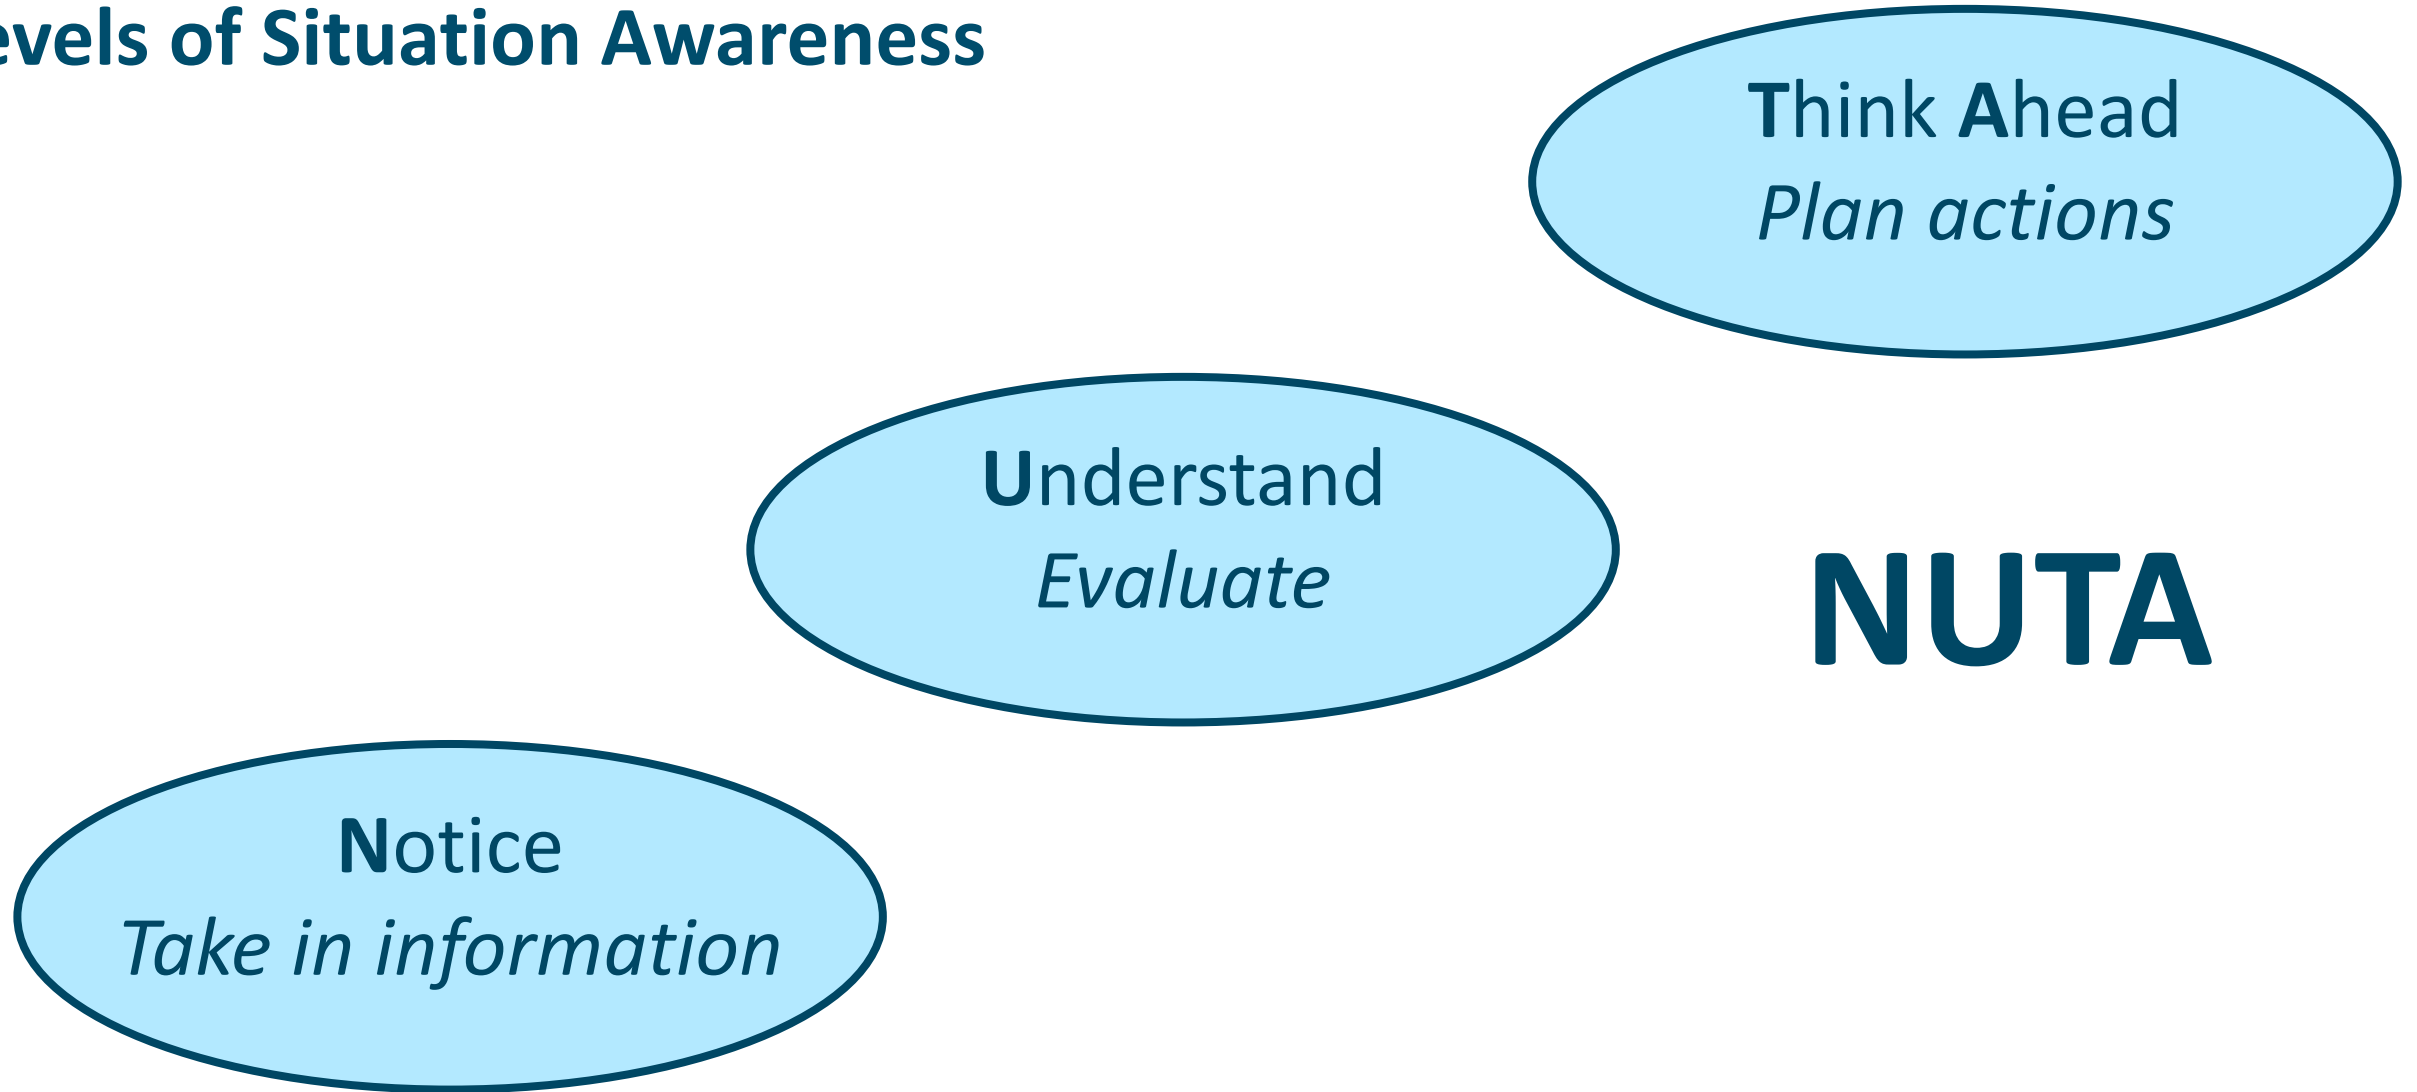 evels of Situation Awareness
Think Ahead
Plan actions
Understand
Evaluate
NUTA
Notice
Take in information